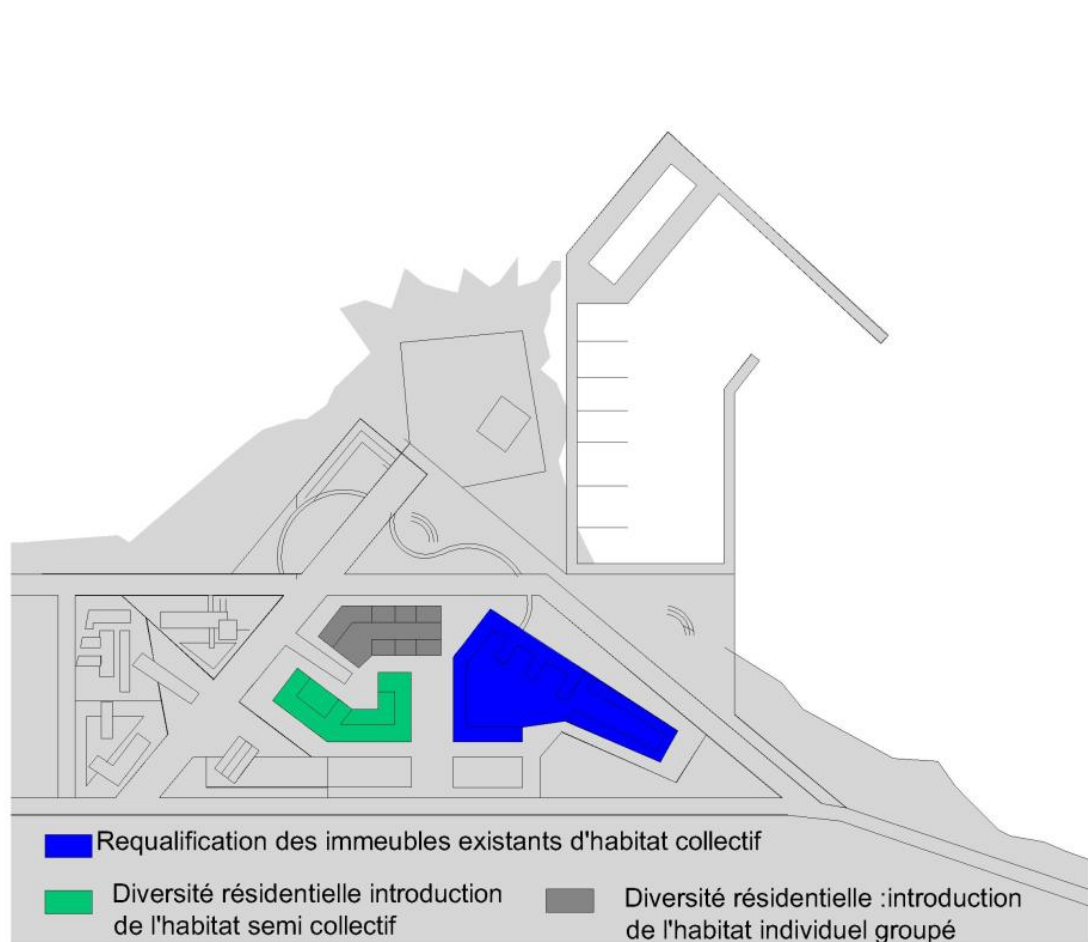 Requalification des immeubles existants d'habitat collectif
Diversité résidentielle introduction
de l'habitat semi collectif
Diversité résidentielle :introduction
de l'habitat individuel groupé